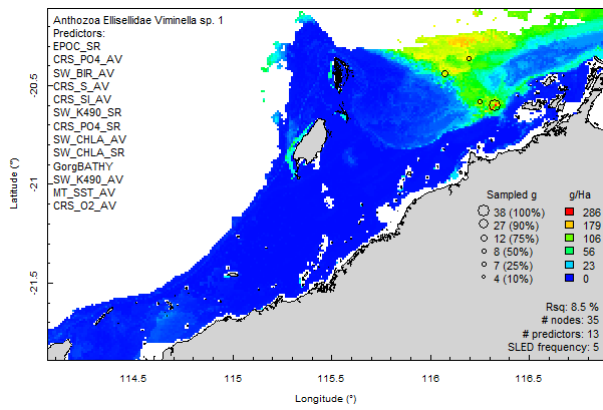 Anthozoa Ellisellidae Viminella sp. 1
Predictors:
EPOC_SR
CRS_PO4_AV
SW_BIR_AV
CRS_S_AV
CRS_SI_AV
SW_K490_SR
CRS_PO4_SR
SW_CHLA_AV
SW_CHLA_SR
GorgBATHY
SW_K490_AV
MT_SST_AV
CRS_O2_AV
Latitude (°)
-20.5
-21
-21.5
Sampled g
38 (100%)
27 (90%)
12 (75%)
8 (50%)
7 (25%)
4 (10%)
g/Ha
286
179
106
56
23
0
Rsq: 8.5 %
# nodes: 35
# predictors: 13
SLED frequency: 5
114.5 115 115.5 116 116.5
Longitude (°)